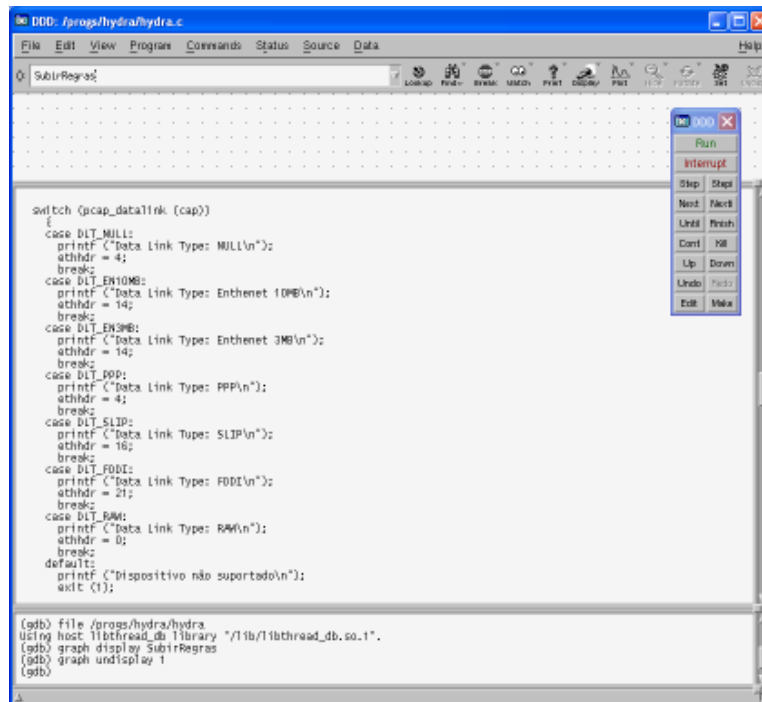 DDD: /progs/hydra/hydra.c
File Edit View Program Commands Status Source Data Help
SubirRegras
Lookup Find» Break Watch Print Display Plot Hide Rotate Set
DDD
Run
Interrupt
Step Stepi
Next Nexti
Until Finish
Cont Kill
Up Down
Undo Redo
Edit Make
switch (pcap_datalink (cap))
{
case DLT_NULL:
printf ("Data Link Type: NULL\n");
ethhdr = 4;
break;
case DLT_EN10MB:
printf ("Data Link Type: Enthenet 10MB\n");
ethhdr = 14;
break;
case DLT_EN3MB:
printf ("Data Link Type: Enthenet 3MB\n");
ethhdr = 14;
break;
case DLT_PPP:
printf ("Data Link Type: PPP\n");
ethhdr = 4;
break;
case DLT_SLIP:
printf ("Data Link Tupe: SLIP\n");
ethhdr = 16;
break;
case DLT_FDDI:
printf ("Data Link Type: FDDI\n");
ethhdr = 21;
break;
case DLT_RAW:
printf ("Data Link Type: RAW\n");
ethhdr = 0;
break;
default:
printf ("Dispositivo não suportado\n");
exit (1);
(gdb) file /progs/hydra/hydra
Using host libthread_db library "/lib/libthread_db.so.1".
(gdb) graph display SubirRegras
(gdb) graph undisplay 1
(gdb)